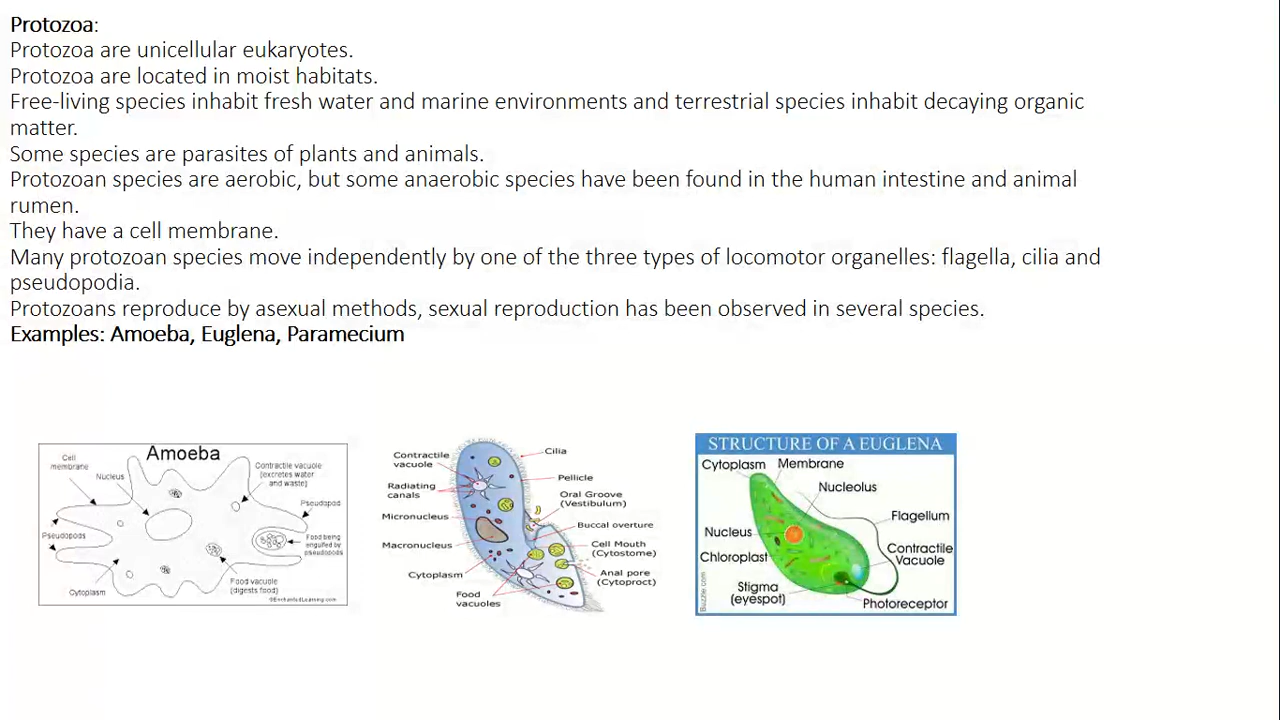 Protozoa:
Protozoa are unicellular eukaryotes.
Protozoa are located in moist habitats.
Free-living species inhabit fresh water and marine environments and terrestrial species inhabit decaying organic
matter.
Some species are parasites of plants and animals.
Protozoan species are aerobic, but some anaerobic species have been found in the human intestine and animal
rumen.
They have a cell membrane.
Many protozoan species move independently by one of the three types of locomotor organelles: flagella, cilia and
pseudopodia.
Protozoans reproduce by asexual methods, sexual reproduction has been observed in several species.
Examples: Amoeba, Euglena, Paramecium
Amoeba
Cell
membrane
Nucleus
Contractile vacuole
(excretes water
and waste)
Pseudopod
Pseudopods
Food being
engulfed by
pseudopods
Food vacuole
(digests food)
Cytoplasm
©EnchantedLearning.com
Contractile
vacuole
Cilia
Radiating
canals
Pellicle
Oral Groove
(Vestibulum)
Micronucleus
Buccal overture
Macronucleus
Cell Mouth
(Cytostome)
Cytoplasm
Anal pore
(Cytoproct)
Food
vacuoles
STRUCTURE OF A EUGLENA
Cytoplasm
Membrane
Nucleolus
Flagellum
Nucleus
Contractile
Vacuole
Chloroplast
Stigma
(eyespot)
Photoreceptor
Buzzle.com